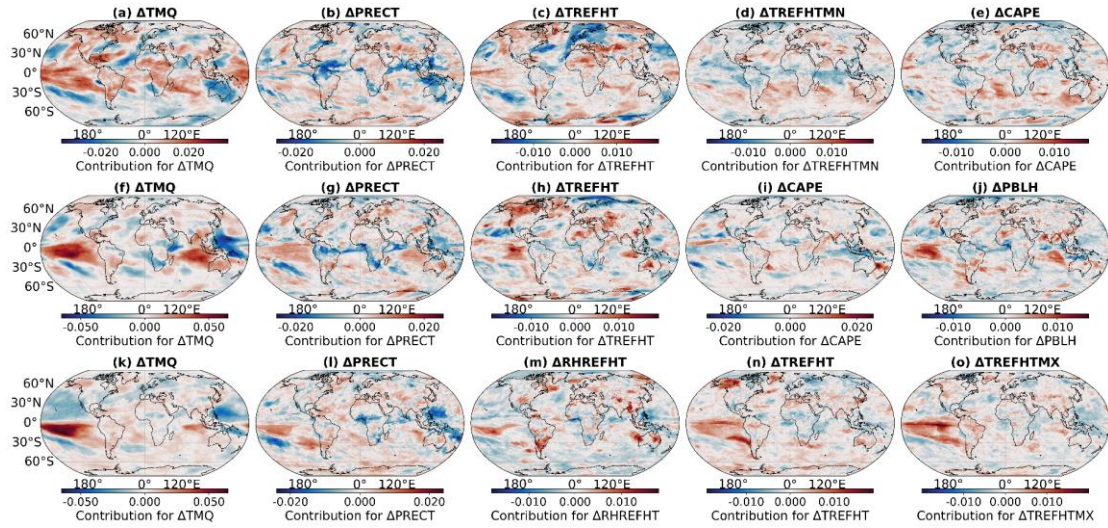 (a) ΔTMQ (b) ΔPRECT (c) ΔTREFHT (d) ΔTREFHTMN (e) ΔCAPE
60°N
30°N
0°
30°S
60°S
180° 0° 120°E 180° 0° 120°E 180° 0° 120°E 180° 0° 120°E 180° 0° 120°E
-0.020 0.000 0.020 -0.020 0.000 0.020 -0.010 0.000 0.010 -0.010 0.000 0.010 -0.010 0.000 0.010
Contribution for ΔTMQ Contribution for ΔPRECT Contribution for ΔTREFHT Contribution for ΔTREFHTMN Contribution for ΔCAPE
(f) ΔTMQ (g) ΔPRECT (h) ΔTREFHT (i) ΔCAPE (j) ΔPBLH
60°N
30°N
0°
30°S
60°S
180° 0° 120°E 180° 0° 120°E 180° 0° 120°E 180° 0° 120°E 180° 0° 120°E
-0.050 0.000 0.050 -0.020 0.000 0.020 -0.010 0.000 0.010 -0.020 0.000 0.020 -0.010 0.000 0.010
Contribution for ΔTMQ Contribution for ΔPRECT Contribution for ΔTREFHT Contribution for ΔCAPE Contribution for ΔPBLH
(k) ΔTMQ (l) ΔPRECT (m) ΔRHREFHT (n) ΔTREFHT (o) ΔTREFHTMX
60°N
30°N
0°
30°S
60°S
180° 0° 120°E 180° 0° 120°E 180° 0° 120°E 180° 0° 120°E 180° 0° 120°E
-0.050 0.000 0.050 -0.020 0.000 0.020 -0.010 0.000 0.010 -0.010 0.000 0.010 -0.010 0.000 0.010
Contribution for ΔTMQ Contribution for ΔPRECT Contribution for ΔRHREFHT Contribution for ΔTREFHT Contribution for ΔTREFHTMX